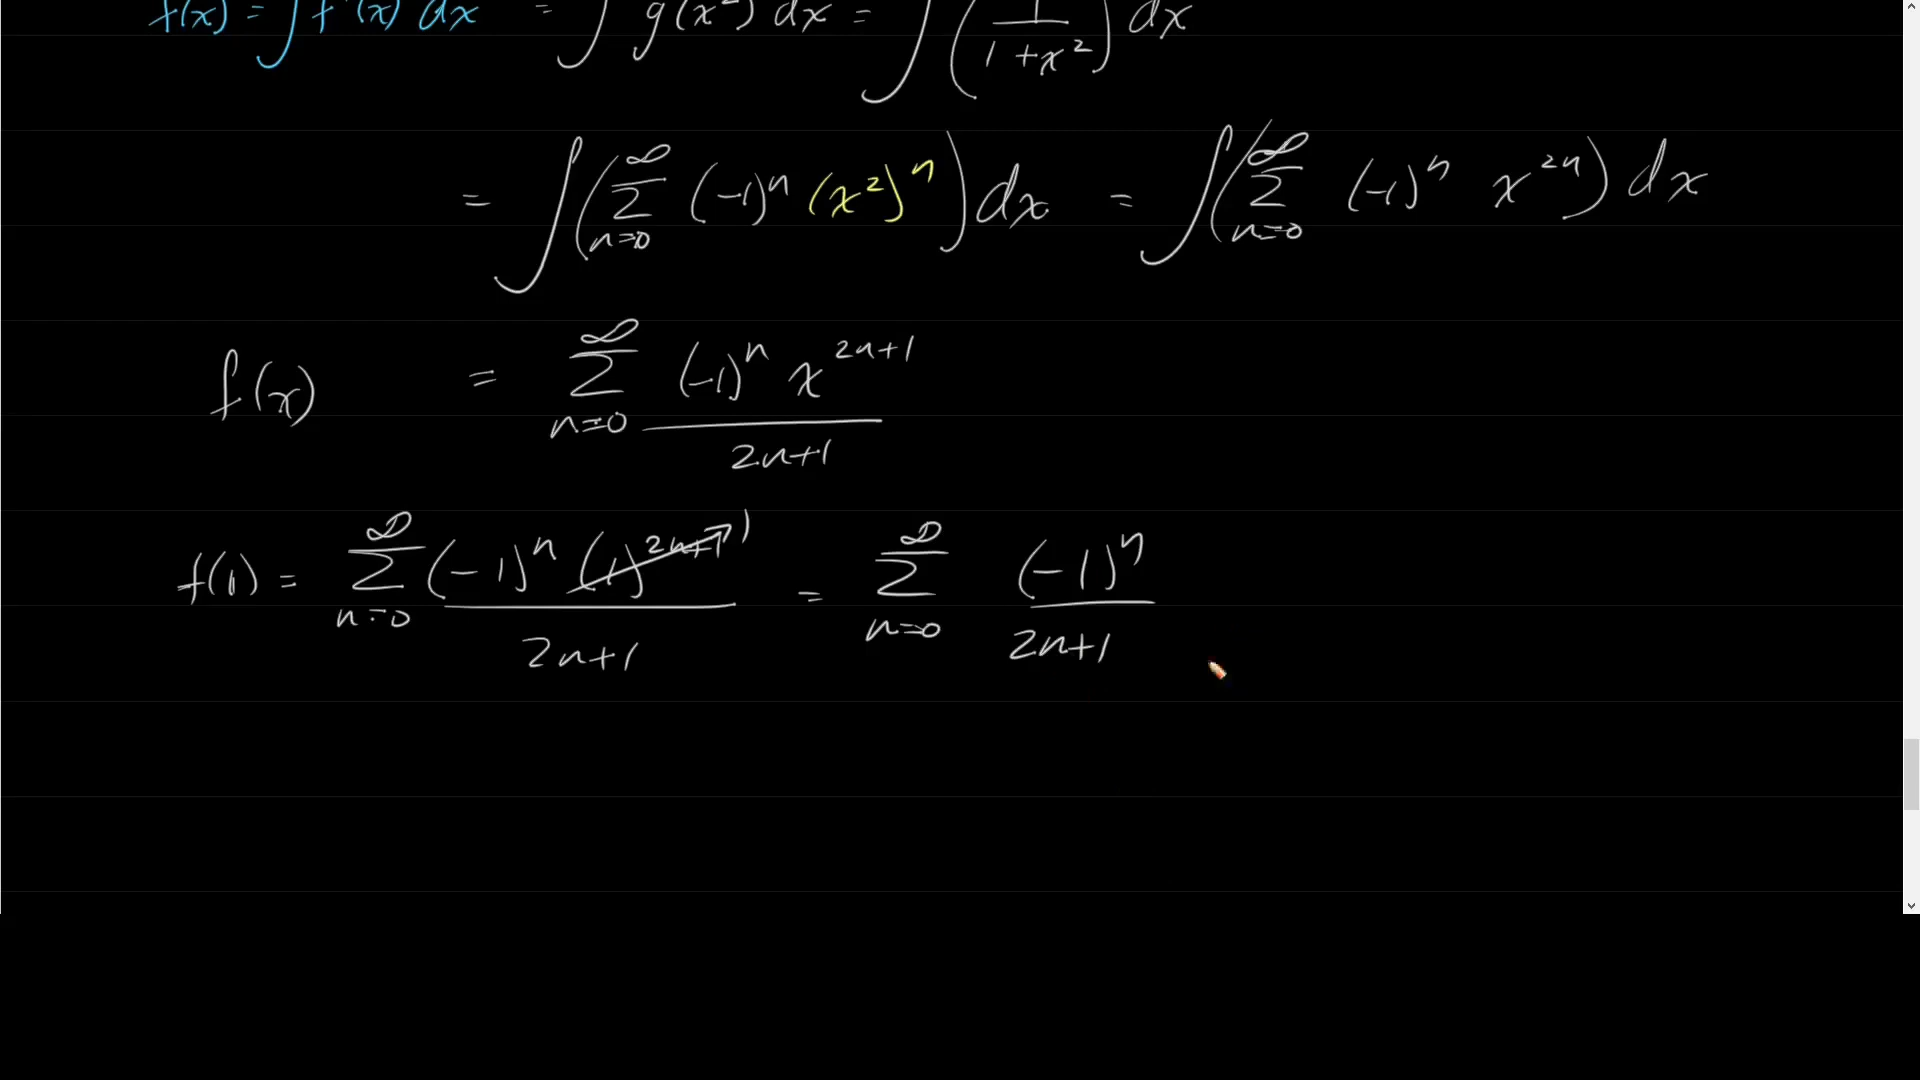 f(x) = ∫ f'(x) dx = ∫ g(x²) dx = ∫ (1/(1+x²)) dx
= ∫ (∑_{n=0}^{∞} (-1)^n (x²)^n) dx = ∫ (∑_{n=0}^{∞} (-1)^n x^{2n}) dx
f(x) = ∑_{n=0}^{∞} (-1)^n x^{2n+1} / (2n+1)
f(1) = ∑_{n=0}^{∞} (-1)^n (1)^{2n+1} 1 / (2n+1) = ∑_{n=0}^{∞} (-1)^n / (2n+1)